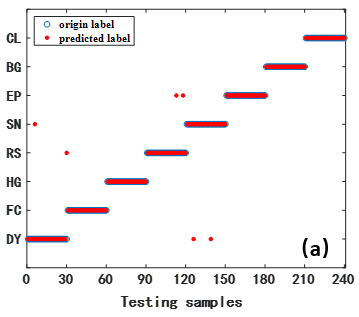 CL
origin label
predicted label
BG
EP
SN
RS
HG
FC
DY
(a)
0 30 60 90 120 150 180 210 240
Testing samples